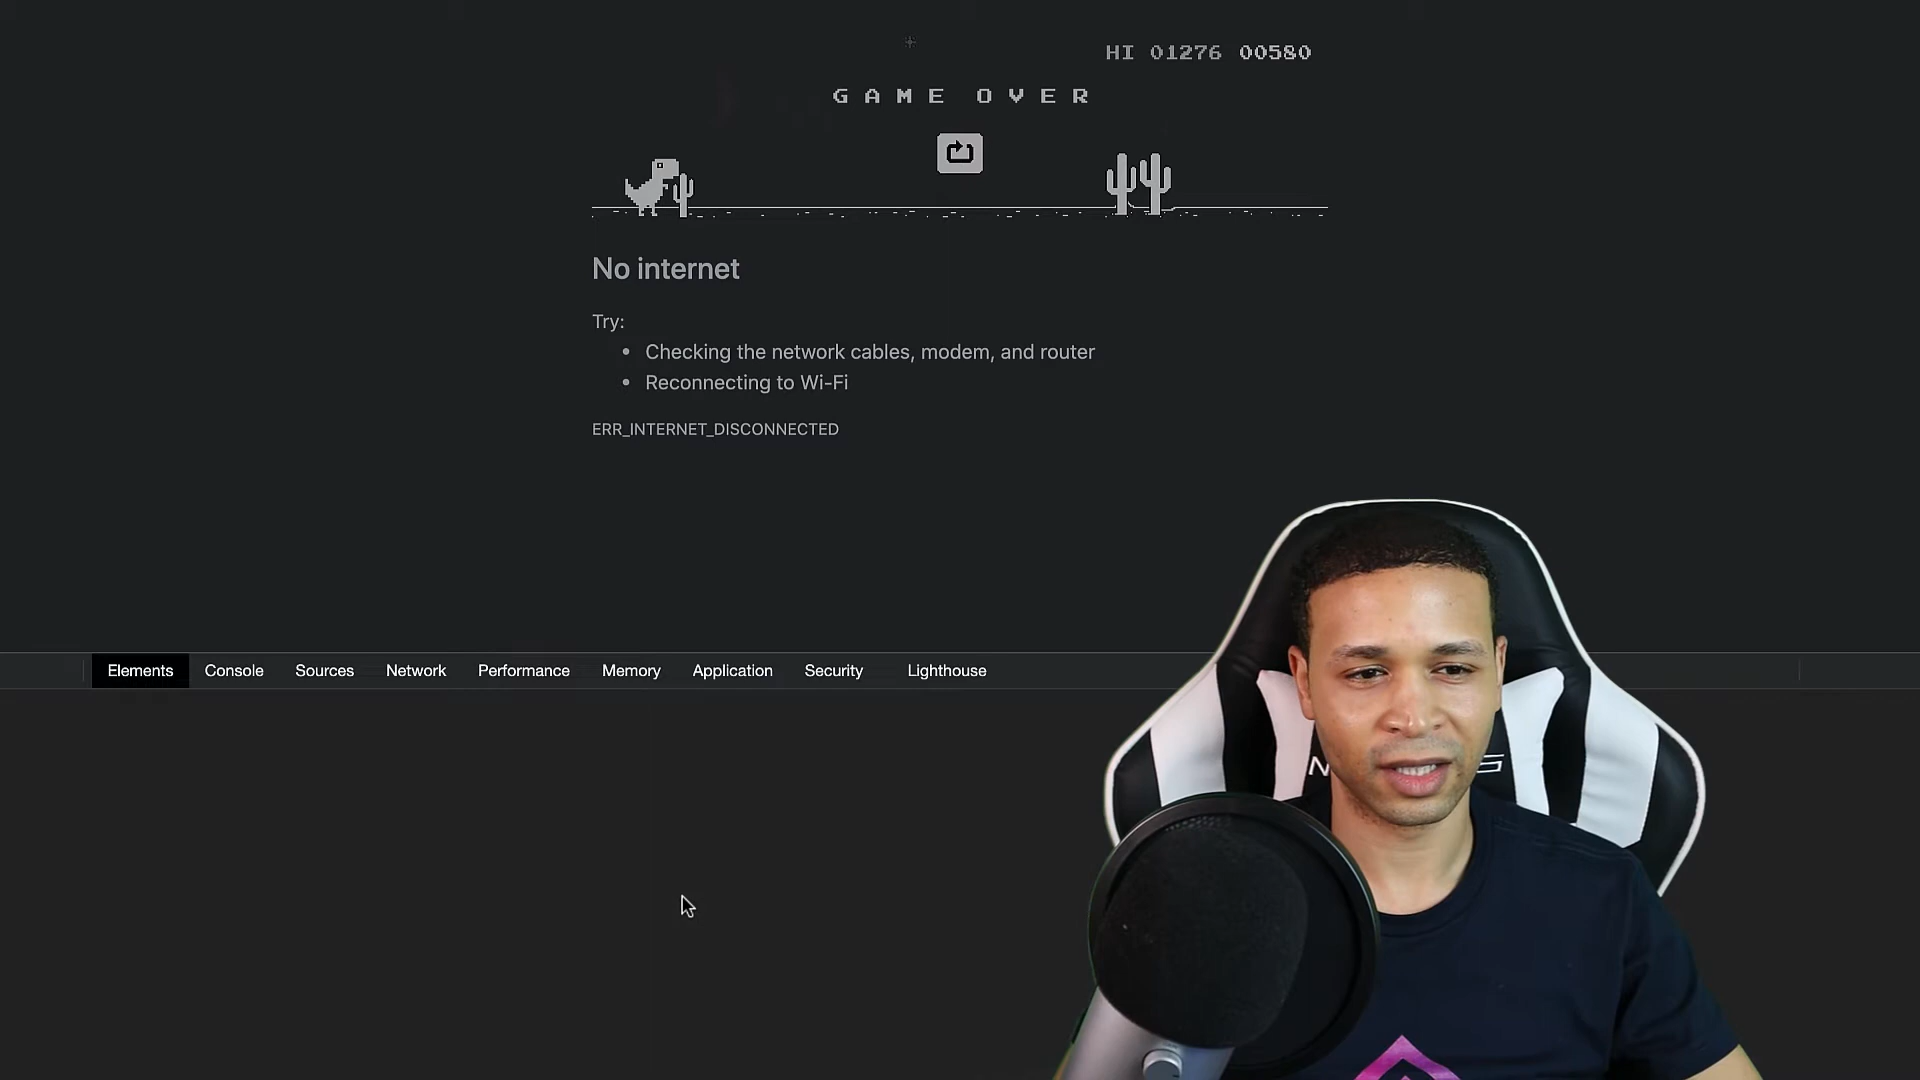 HI 01276 00580
GAME OVER
No internet
Try:
• Checking the network cables, modem, and router
• Reconnecting to Wi-Fi
ERR_INTERNET_DISCONNECTED
Elements Console Sources Network Performance Memory Application Security Lighthouse